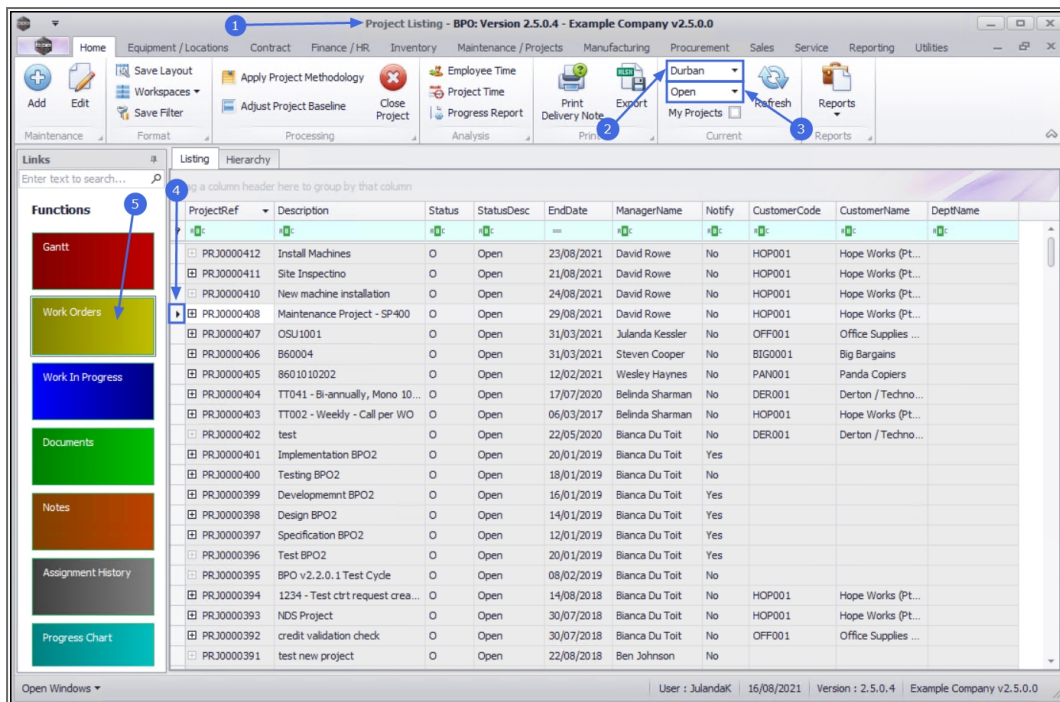 1
Project Listing - BPO: Version 2.5.0.4 - Example Company v2.5.0.0
Home Equipment / Locations Contract Finance / HR Inventory Maintenance / Projects Manufacturing Procurement Sales Service Reporting Utilities
Add Edit
Maintenance
Save Layout
Workspaces
Save Filter
Format
Apply Project Methodology
Adjust Project Baseline
Close Project
Processing
Employee Time
Project Time
Progress Report
Analysis
Print Delivery Note
Export
Print
2
Durban
Open
My Projects
Refresh
Current
3
Reports
Reports
Links
Enter text to search...
Functions
5
Gantt
Work Orders
Work In Progress
Documents
Notes
Assignment History
Progress Chart
Listing Hierarchy
4
a column header here to group by that column
ProjectRef Description Status StatusDesc EndDate ManagerName Notify CustomerCode CustomerName DeptName
PRJ0000412 Install Machines O Open 23/08/2021 David Rowe No HOP001 Hope Works (Pt...
PRJ0000411 Site Inspectino O Open 21/08/2021 David Rowe No HOP001 Hope Works (Pt...
PRJ0000410 New machine installation O Open 24/08/2021 David Rowe No HOP001 Hope Works (Pt...
PRJ0000408 Maintenance Project - SP400 O Open 29/08/2021 David Rowe No HOP001 Hope Works (Pt...
PRJ0000407 OSU1001 O Open 31/03/2021 Julanda Kessler No OFF001 Office Supplies ...
PRJ0000406 B60004 O Open 31/03/2021 Steven Cooper No BIG0001 Big Bargains
PRJ0000405 8601010202 O Open 12/02/2021 Wesley Haynes No PAN001 Panda Copiers
PRJ0000404 TT041 - Bi-annually, Mono 10... O Open 17/07/2020 Belinda Sharman No DER001 Derton / Techno...
PRJ0000403 TT002 - Weekly - Call per WO O Open 06/03/2017 Belinda Sharman No HOP001 Hope Works (Pt...
PRJ0000402 test O Open 22/05/2020 Bianca Du Toit No DER001 Derton / Techno...
PRJ0000401 Implementation BPO2 O Open 20/01/2019 Bianca Du Toit Yes
PRJ0000400 Testing BPO2 O Open 18/01/2019 Bianca Du Toit No
PRJ0000399 Developmemnt BPO2 O Open 16/01/2019 Bianca Du Toit Yes
PRJ0000398 Design BPO2 O Open 14/01/2019 Bianca Du Toit Yes
PRJ0000397 Specification BPO2 O Open 12/01/2019 Bianca Du Toit Yes
PRJ0000396 Test BPO2 O Open 20/01/2019 Bianca Du Toit Yes
PRJ0000395 BPO v2.2.0.1 Test Cycle O Open 08/02/2019 Bianca Du Toit No
PRJ0000394 1234 - Test ctrt request crea... O Open 14/08/2018 Bianca Du Toit No HOP001 Hope Works (Pt...
PRJ0000393 NDS Project O Open 30/07/2018 Bianca Du Toit No HOP001 Hope Works (Pt...
PRJ0000392 credit validation check O Open 30/07/2018 Bianca Du Toit No OFF001 Office Supplies ...
PRJ0000391 test new project O Open 22/08/2018 Ben Johnson No
Open Windows User : JulandaK 16/08/2021 Version : 2.5.0.4 Example Company v2.5.0.0